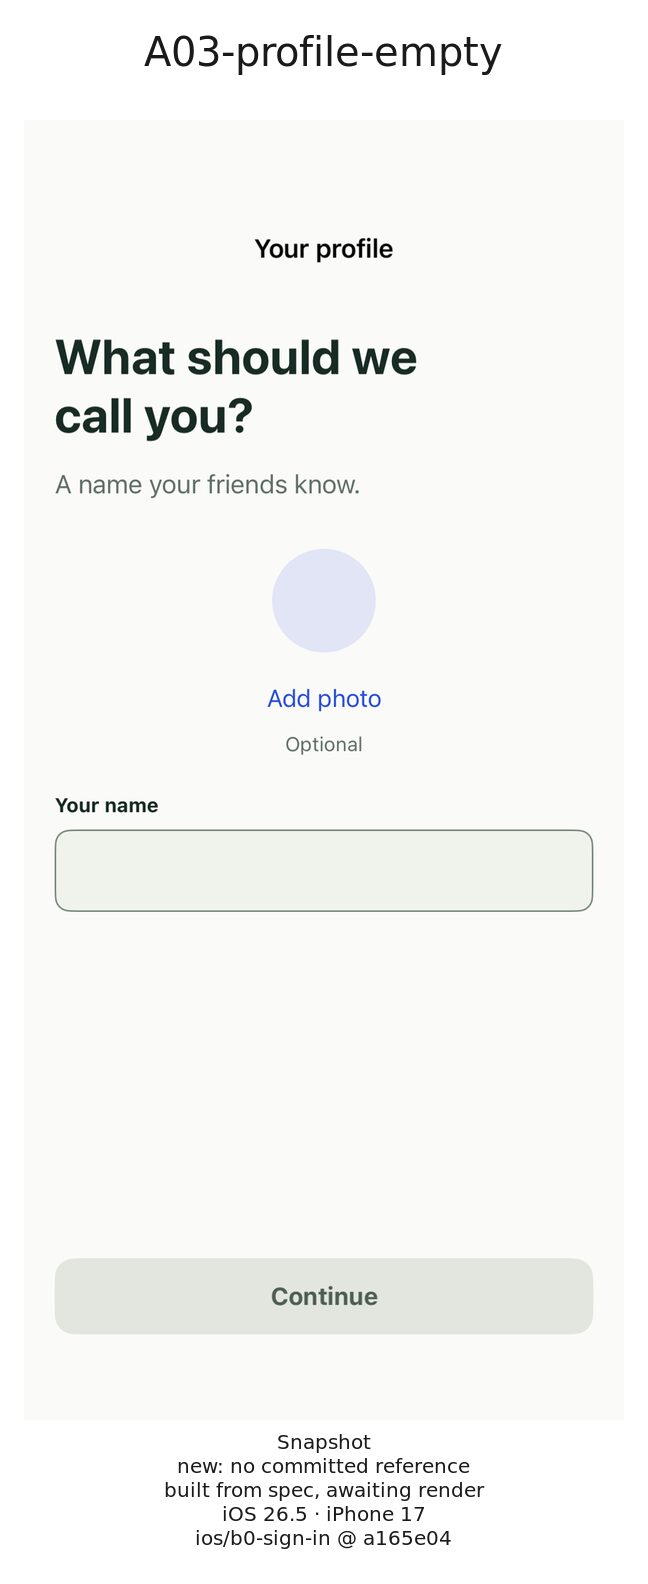 A03-profile-empty
Your profile
What should we
call you?
A name your friends know.
Add photo
Optional
Your name
Continue
Snapshot
new: no committed reference
built from spec, awaiting render
iOS 26.5 · iPhone 17
ios/b0-sign-in @ a165e04